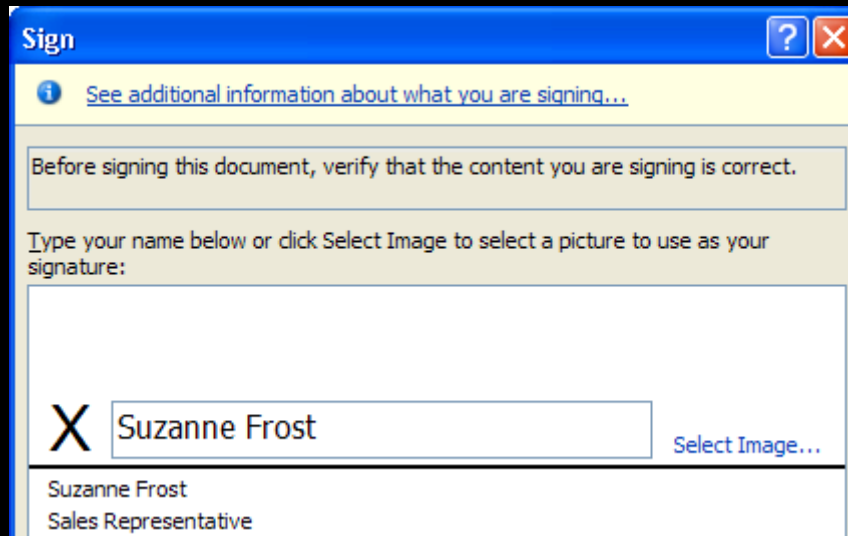 Sign
?
See additional information about what you are signing...
Before signing this document, verify that the content you are signing is correct.
Type your name below or click Select Image to select a picture to use as your
signature:
X Suzanne Frost
Select Image...
Suzanne Frost
Sales Representative